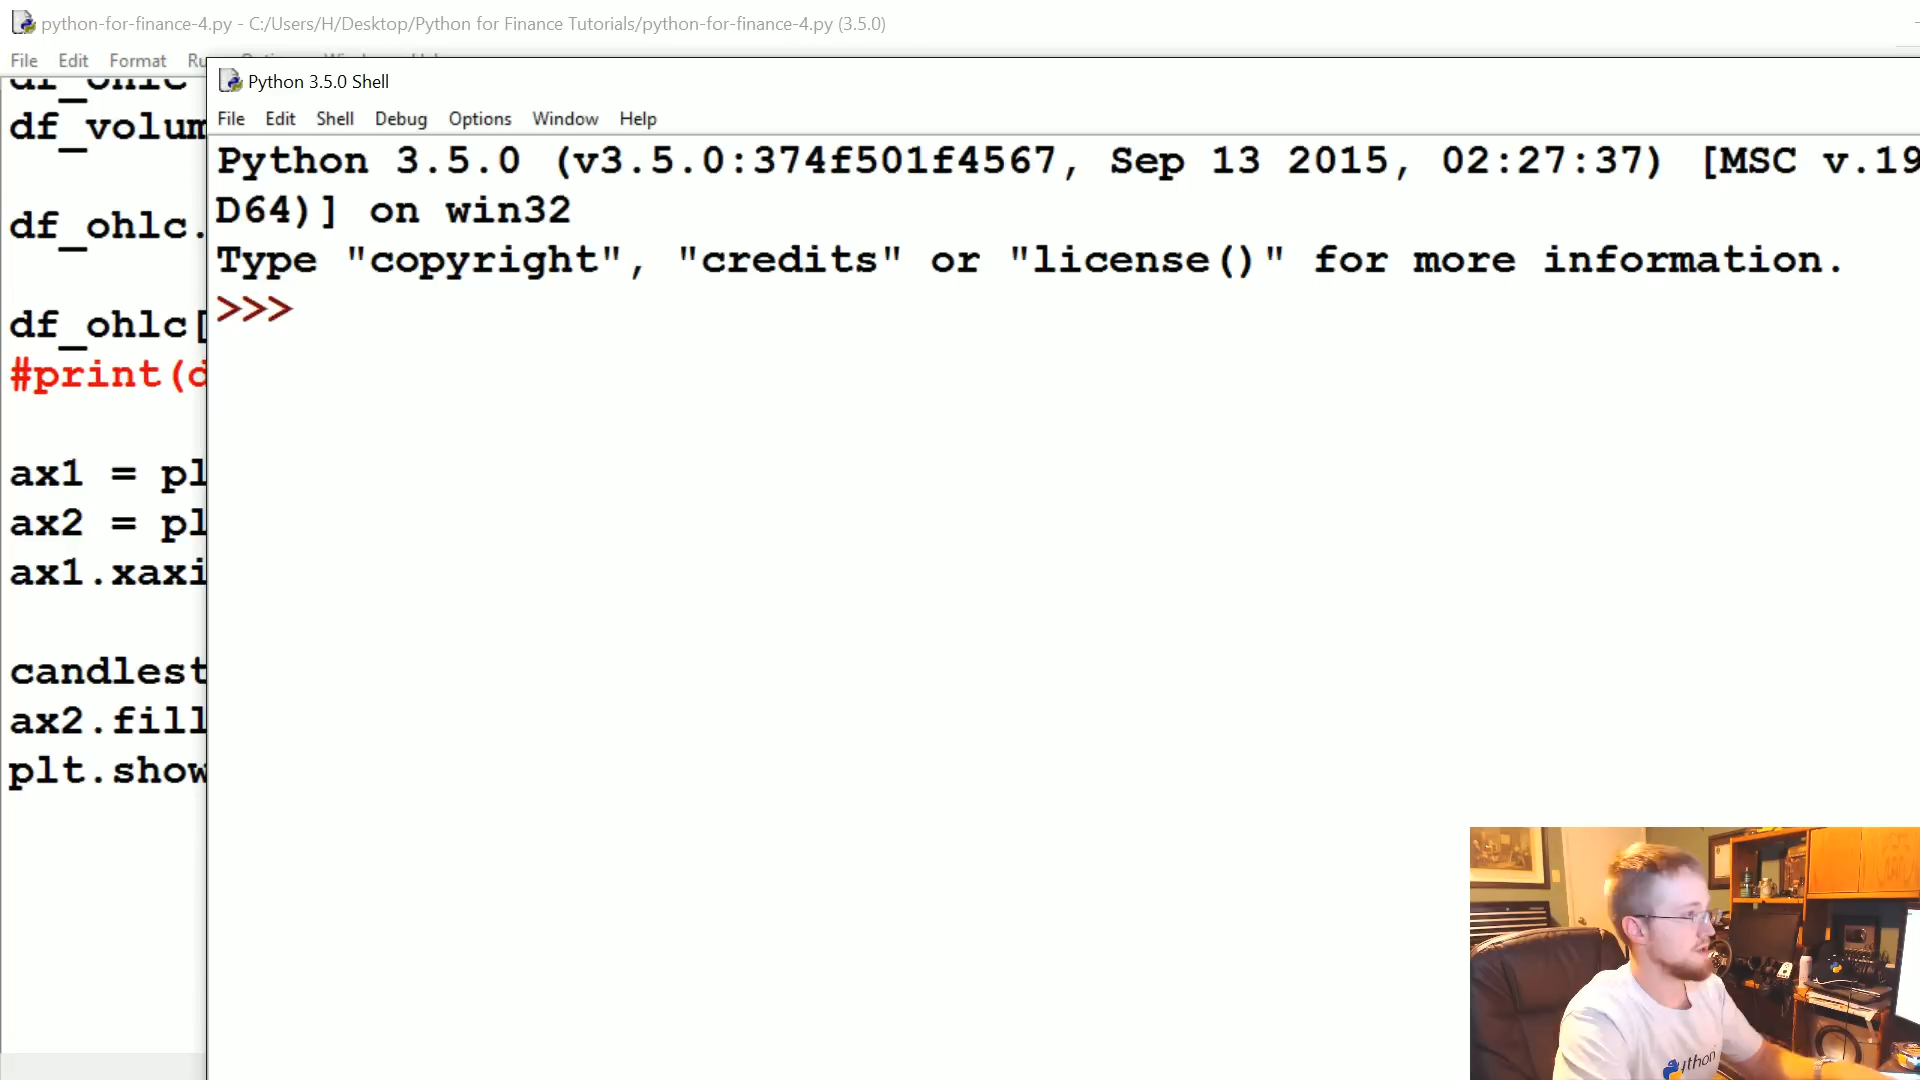 python-for-finance-4.py - C:/Users/H/Desktop/Python for Finance Tutorials/python-for-finance-4.py (3.5.0)
File Edit Format Ru
df_ohlc
df_volum
df_ohlc.
df_ohlc[
#print(d
ax1 = pl
ax2 = pl
ax1.xaxi
candlest
ax2.fill
plt.show
Python 3.5.0 Shell
File Edit Shell Debug Options Window Help
Python 3.5.0 (v3.5.0:374f501f4567, Sep 13 2015, 02:27:37) [MSC v.19
D64)] on win32
Type "copyright", "credits" or "license()" for more information.
>>>
ython